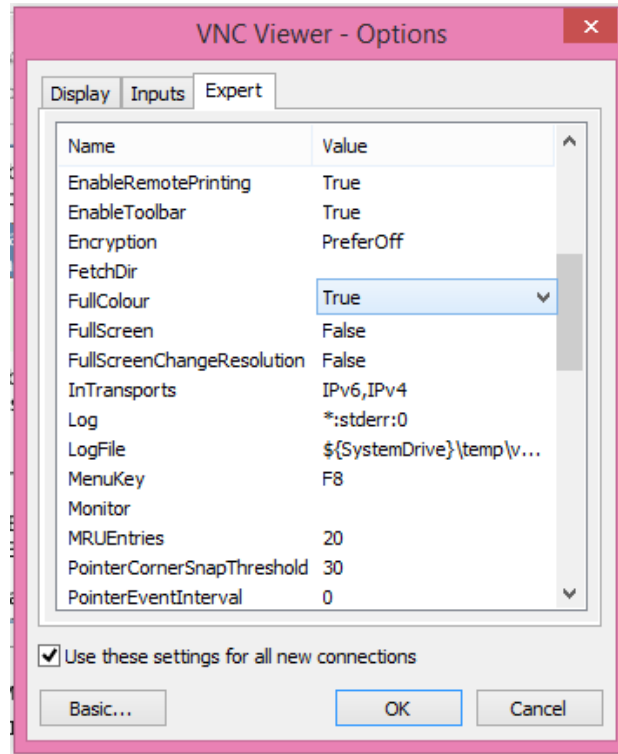 VNC Viewer - Options
Display Inputs Expert
Name Value
EnableRemotePrinting True
EnableToolbar True
Encryption PreferOff
FetchDir
FullColour True
FullScreen False
FullScreenChangeResolution False
InTransports IPv6,IPv4
Log *:stderr:0
LogFile ${SystemDrive}\temp\v...
MenuKey F8
Monitor
MRUEntries 20
PointerCornerSnapThreshold 30
PointerEventInterval 0
Use these settings for all new connections
Basic... OK Cancel